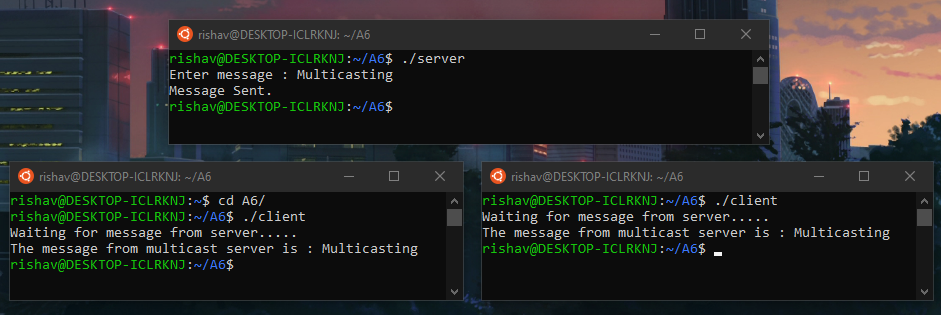 rishav@DESKTOP-ICLRKNJ: ~/A6
rishav@DESKTOP-ICLRKNJ:~/A6$ ./server
Enter message : Multicasting
Message Sent.
rishav@DESKTOP-ICLRKNJ:~/A6$
rishav@DESKTOP-ICLRKNJ: ~/A6
rishav@DESKTOP-ICLRKNJ:~$ cd A6/
rishav@DESKTOP-ICLRKNJ:~/A6$ ./client
Waiting for message from server.....
The message from multicast server is : Multicasting
rishav@DESKTOP-ICLRKNJ:~/A6$
rishav@DESKTOP-ICLRKNJ: ~/A6
rishav@DESKTOP-ICLRKNJ:~/A6$ ./client
Waiting for message from server.....
The message from multicast server is : Multicasting
rishav@DESKTOP-ICLRKNJ:~/A6$